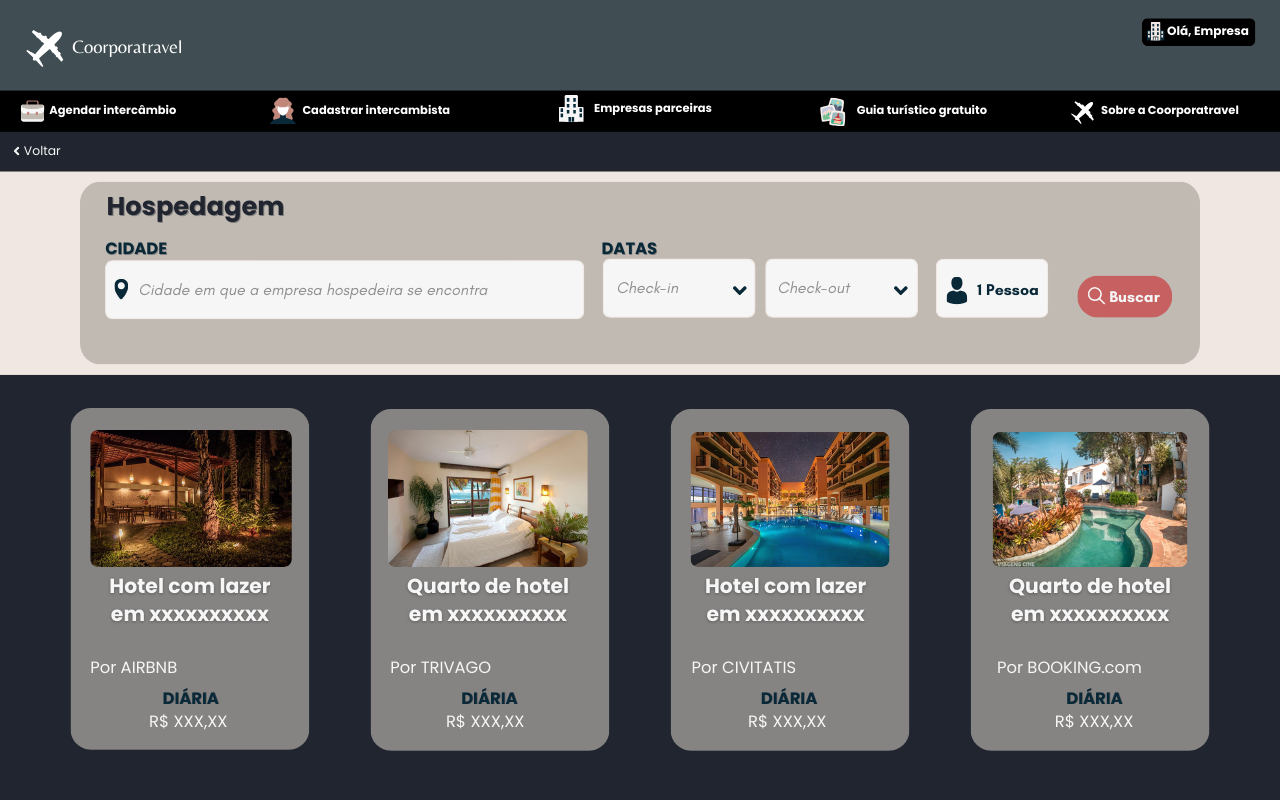 Coorporatravel
Olá, Empresa
Agendar intercâmbio
Cadastrar intercambista
Empresas parceiras
Guia turístico gratuito
Sobre a Coorporatravel
Voltar
Hospedagem
CIDADE
DATAS
Cidade em que a empresa hospedeira se encontra
Check-in
Check-out
1 Pessoa
Buscar
Hotel com lazer
em xxxxxxxxxx
Por AIRBNB
DIÁRIA
R$ XXX,XX
Quarto de hotel
em xxxxxxxxxx
Por TRIVAGO
DIÁRIA
R$ XXX,XX
Hotel com lazer
em xxxxxxxxxx
Por CIVITATIS
DIÁRIA
R$ XXX,XX
VIAGENS CINE
Quarto de hotel
em xxxxxxxxxx
Por BOOKING.com
DIÁRIA
R$ XXX,XX